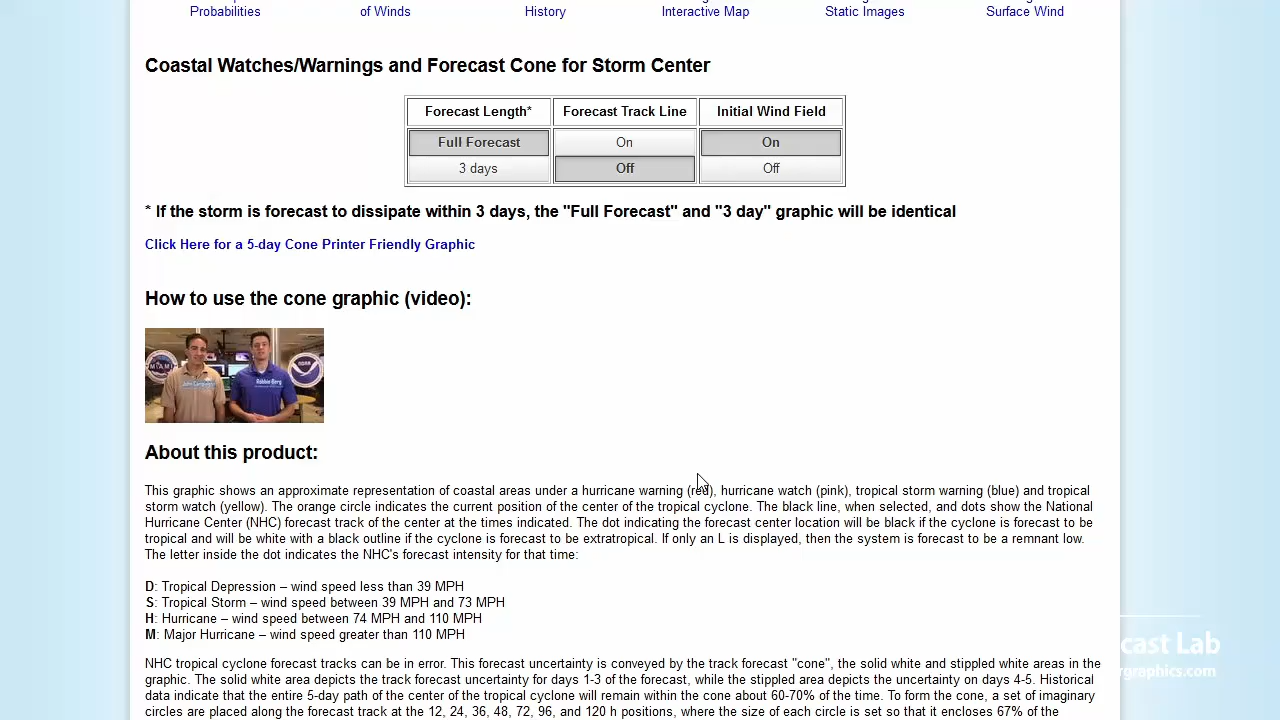 Probabilities of Winds History Interactive Map Static Images Surface Wind
Coastal Watches/Warnings and Forecast Cone for Storm Center
Forecast Length* Forecast Track Line Initial Wind Field
Full Forecast On On
3 days Off Off
* If the storm is forecast to dissipate within 3 days, the "Full Forecast" and "3 day" graphic will be identical
Click Here for a 5-day Cone Printer Friendly Graphic
How to use the cone graphic (video):
MIAMI
Robbie Berg
About this product:
This graphic shows an approximate representation of coastal areas under a hurricane warning (red), hurricane watch (pink), tropical storm warning (blue) and tropical
storm watch (yellow). The orange circle indicates the current position of the center of the tropical cyclone. The black line, when selected, and dots show the National
Hurricane Center (NHC) forecast track of the center at the times indicated. The dot indicating the forecast center location will be black if the cyclone is forecast to be
tropical and will be white with a black outline if the cyclone is forecast to be extratropical. If only an L is displayed, then the system is forecast to be a remnant low.
The letter inside the dot indicates the NHC's forecast intensity for that time:
D: Tropical Depression – wind speed less than 39 MPH
S: Tropical Storm – wind speed between 39 MPH and 73 MPH
H: Hurricane – wind speed between 74 MPH and 110 MPH
M: Major Hurricane – wind speed greater than 110 MPH
cast Lab
rgraphics.com
NHC tropical cyclone forecast tracks can be in error. This forecast uncertainty is conveyed by the track forecast "cone", the solid white and stippled white areas in the
graphic. The solid white area depicts the track forecast uncertainty for days 1-3 of the forecast, while the stippled area depicts the uncertainty on days 4-5. Historical
data indicate that the entire 5-day path of the center of the tropical cyclone will remain within the cone about 60-70% of the time. To form the cone, a set of imaginary
circles are placed along the forecast track at the 12, 24, 36, 48, 72, 96, and 120 h positions, where the size of each circle is set so that it encloses 67% of the